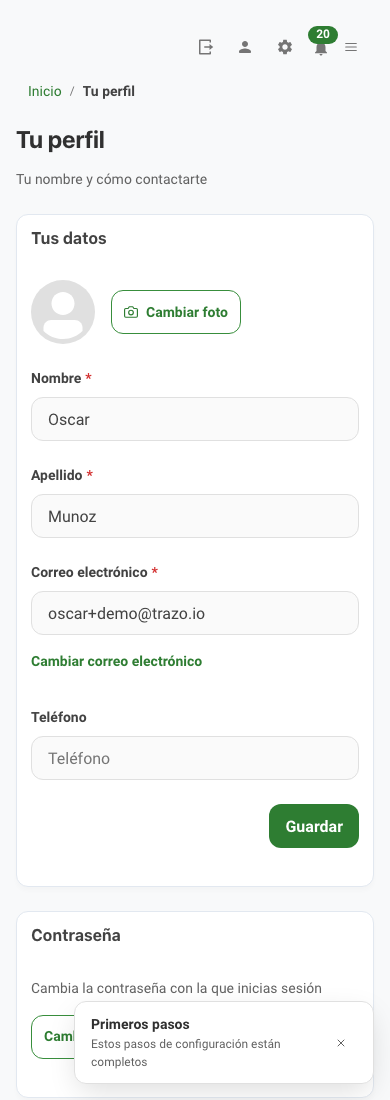 20
Inicio / Tu perfil
Tu perfil
Tu nombre y cómo contactarte
Tus datos
Cambiar foto
Nombre *
Oscar
Apellido *
Munoz
Correo electrónico *
oscar+demo@trazo.io
Cambiar correo electrónico
Teléfono
Teléfono
Guardar
Contraseña
Cambia la contraseña con la que inicias sesión
Primeros pasos
Estos pasos de configuración están
completos